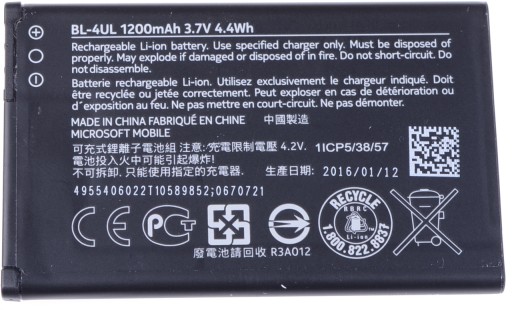 BL-4UL 1200mAh 3.7V 4.4Wh
Rechargeable Li-ion battery. Use specified charger only. Must be disposed of
properly. May explode if damaged or disposed of in fire. Do not short-circuit. Do
not disassemble.
Batterie rechargeable Li-ion. Utilisez exclusivement le chargeur indiqué. Doit
être recyclée ou éliminée correctement. Peut exploser en cas de détérioration ou
d'exposition au feu. Ne pas mettre en court-circuit. Ne pas démonter.
MADE IN CHINA FABRIQUÉ EN CHINE 中國製造
MICROSOFT MOBILE
可充式鋰離子電池組 注意: 充電限制電壓 4.2V. 1ICP5/38/57
電池投入火中可能引起爆炸!
不可拆卸. 只能使用指定的充電器. 生產日期: 2016/01/12
4955406022T10589852;0670721
CE PCT RECYCLE
RBRC
Li-ion
1.800.822.8837
廢電池請回收 R3A012